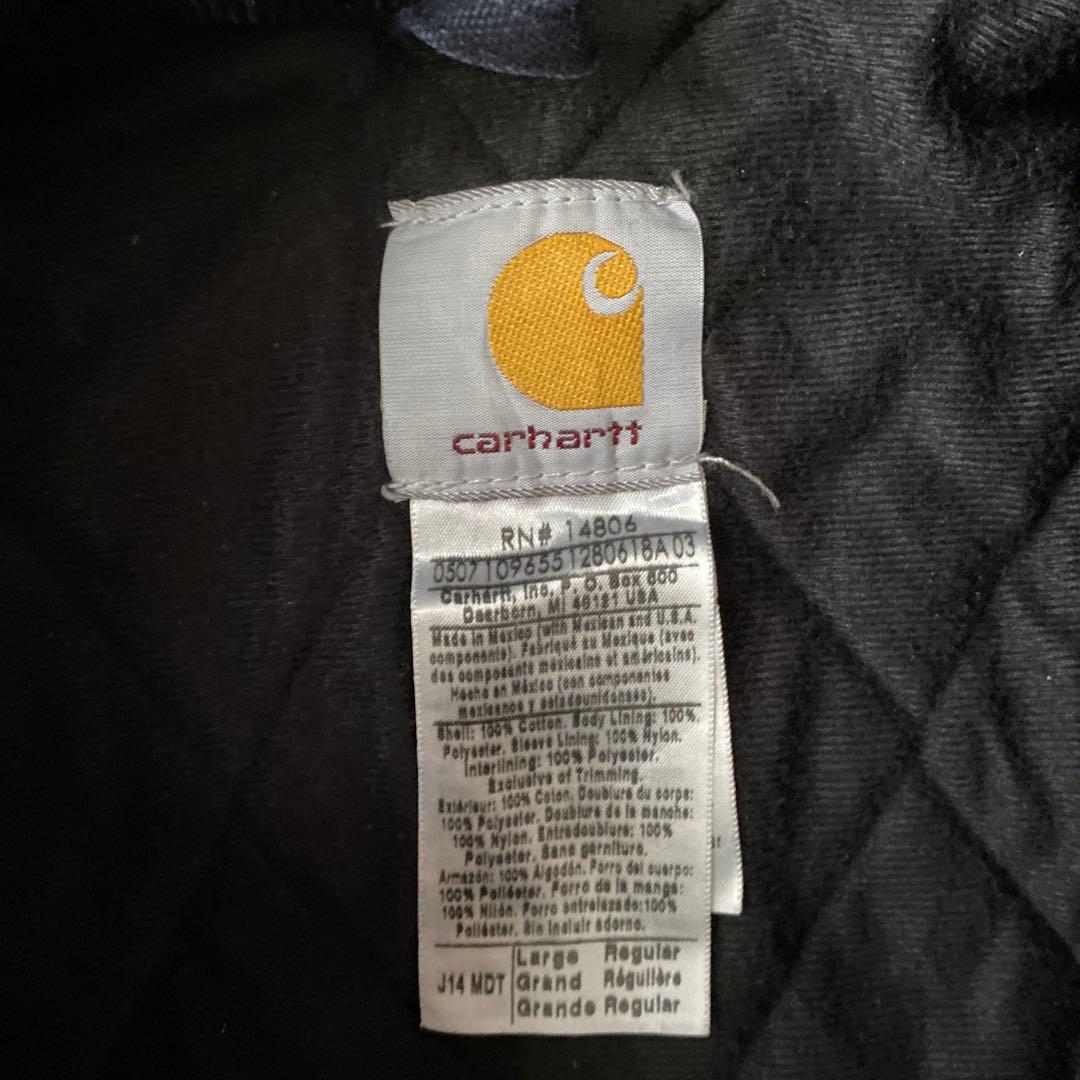 carhartt
RN# 14806
0507109655128061 8A 03
Carhartt, Inc, P. O. Box 600
Dearborn, MI 48121 USA
Made in Mexico (with Mexican and U.S.A.
components). Fabriqué au Mexique (avec
des composants mexicains et américains).
Hecho en México (con componentes
mexicanos y estadounidenses).
Shell: 100% Cotton. Body Lining: 100%.
Polyester. Sleeve Lining: 100% Nylon.
Interlining: 100% Polyester.
Exclusive of Trimming.
Extérieur: 100% Coton. Doublure du corps:
100% Polyester. Doublure de la manche:
100% Nylon. Entredoublure: 100%
Polyester. Sans garniture.
Armazón: 100% Algodón. Forro del cuerpo:
100% Poliéster. Forro de la manga:
100% Nilón. Forro entrelazado:100%
Poliéster. Sin incluir adorno.
Large Regular
J14 MDT Grand Régulière
Grande Regular